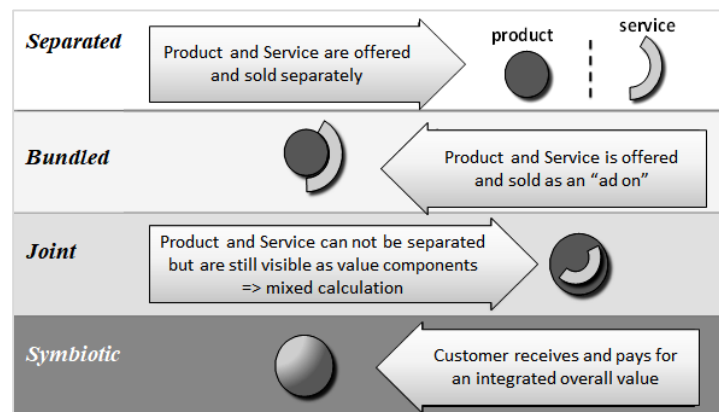 Separated
Product and Service are offered
and sold separately
product
service
Bundled
Product and Service is offered
and sold as an “ad on”
Joint
Product and Service can not be separated
but are still visible as value components
=> mixed calculation
Symbiotic
Customer receives and pays for
an integrated overall value